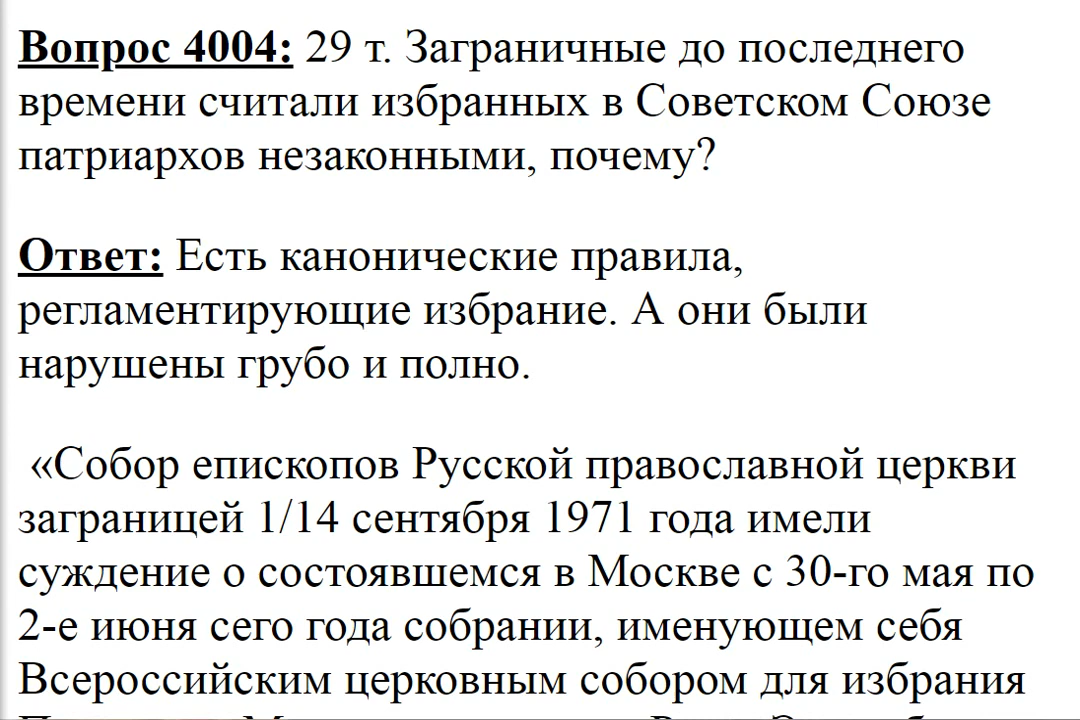 Вопрос 4004: 29 т. Заграничные до последнего
времени считали избранных в Советском Союзе
патриархов незаконными, почему?
Ответ: Есть канонические правила,
регламентирующие избрание. А они были
нарушены грубо и полно.
«Собор епископов Русской православной церкви
заграницей 1/14 сентября 1971 года имели
суждение о состоявшемся в Москве с 30-го мая по
2-е июня сего года собрании, именующем себя
Всероссийским церковным собором для избрания